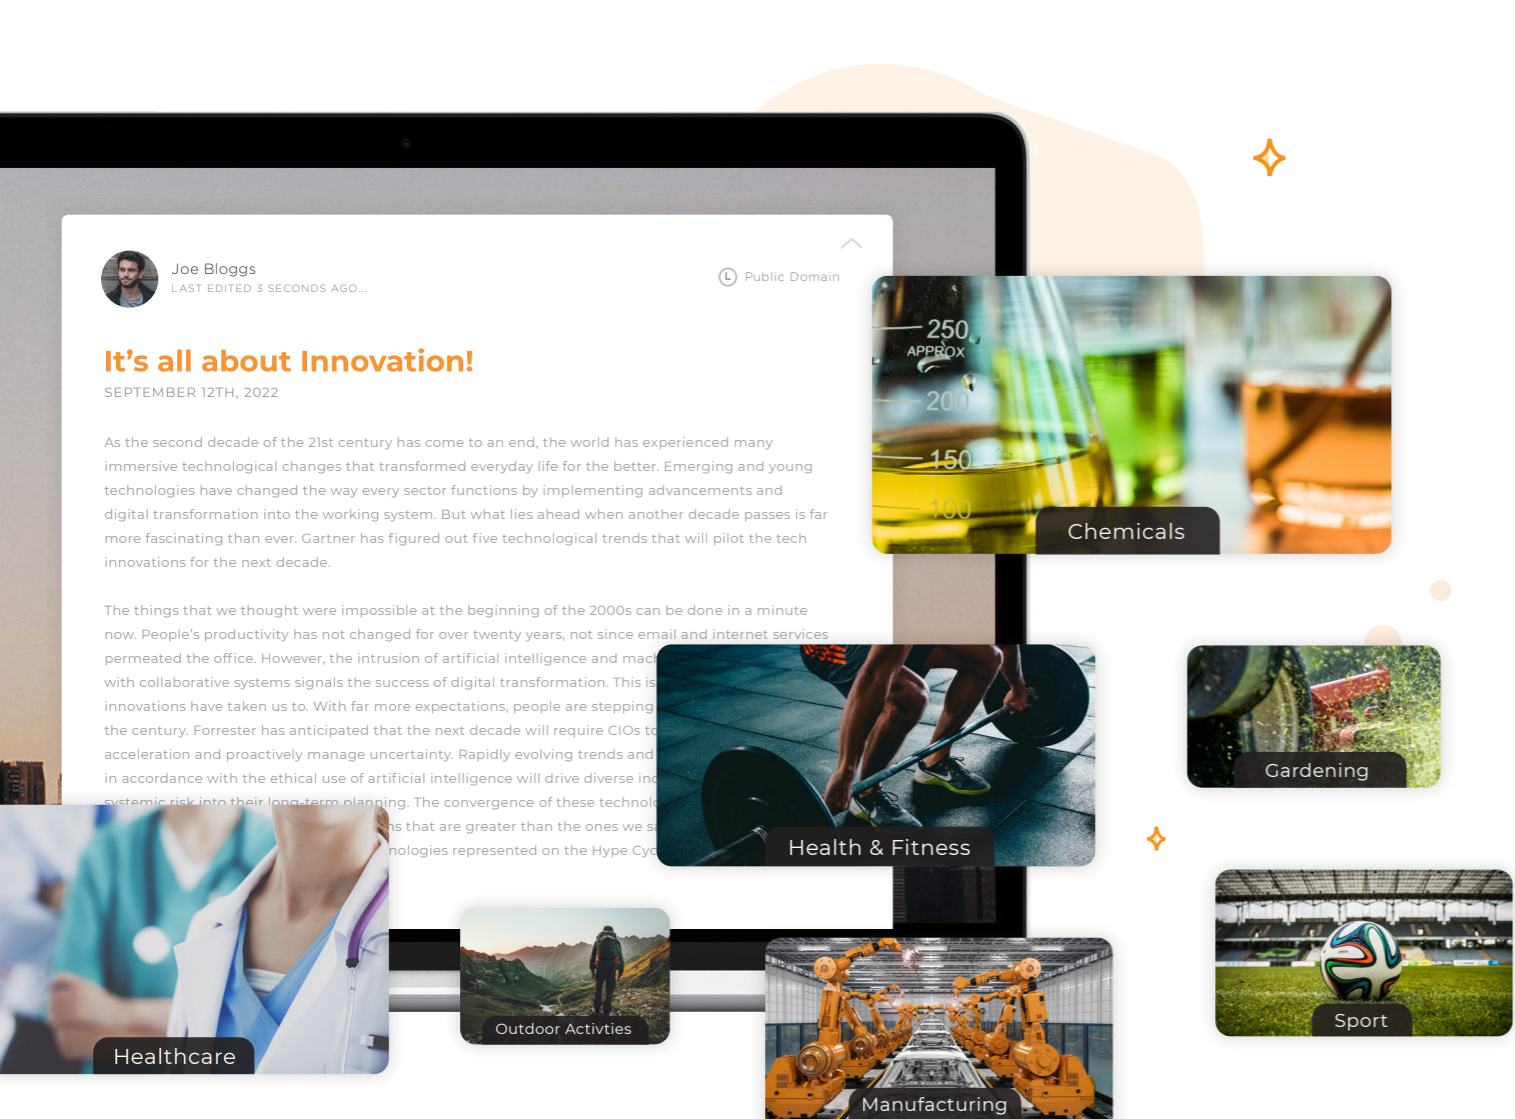 Joe Bloggs
LAST EDITED 3 SECONDS AGO...
Public Domain
It's all about Innovation!
SEPTEMBER 12TH, 2022
As the second decade of the 21st century has come to an end, the world has experienced many
immersive technological changes that transformed everyday life for the better. Emerging and young
technologies have changed the way every sector functions by implementing advancements and
digital transformation into the working system. But what lies ahead when another decade passes is far
more fascinating than ever. Gartner has figured out five technological trends that will pilot the tech
innovations for the next decade.
The things that we thought were impossible at the beginning of the 2000s can be done in a minute
now. People's productivity has not changed for over twenty years, not since email and internet services
permeated the office. However, the intrusion of artificial intelligence and
with collaborative systems signals the success of digital transformation. This is
innovations have taken us to. With far more expectations, people are stepping
the century. Forrester has anticipated that the next decade will require CIOs
acceleration and proactively manage uncertainty. Rapidly evolving trends and
in accordance with the ethical use of artificial intelligence will drive diverse
systemic risk into their long-term planning. The convergence of these
that are greater than the ones we
represented on the Hype
250
APPROX
200
150
100
Chemicals
Health & Fitness
Gardening
Healthcare
Outdoor Activties
Manufacturing
Sport